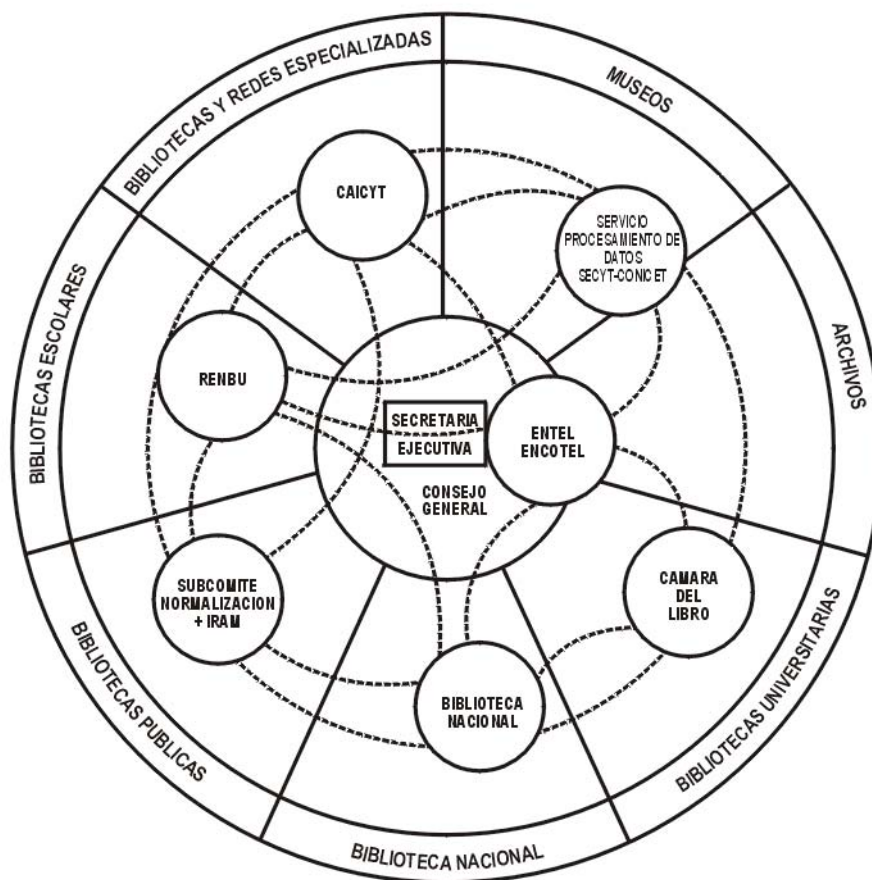 BIBLIOTECAS Y REDES ESPECIALIZADAS
MUSEOS
ARCHIVOS
BIBLIOTECAS UNIVERSITARIAS
BIBLIOTECA NACIONAL
BIBLIOTECAS PUBLICAS
BIBLIOTECAS ESCOLARES
CAICYT
SERVICIO
PROCESAMIENTO DE
DATOS
SECYT-CONICET
RENBU
SECRETARIA
EJECUTIVA
ENTEL
ENCOTEL
CONSEJO
GENERAL
SUBCOMITE
NORMALIZACION
+ IRAM
CAMARA
DEL
LIBRO
BIBLIOTECA
NACIONAL